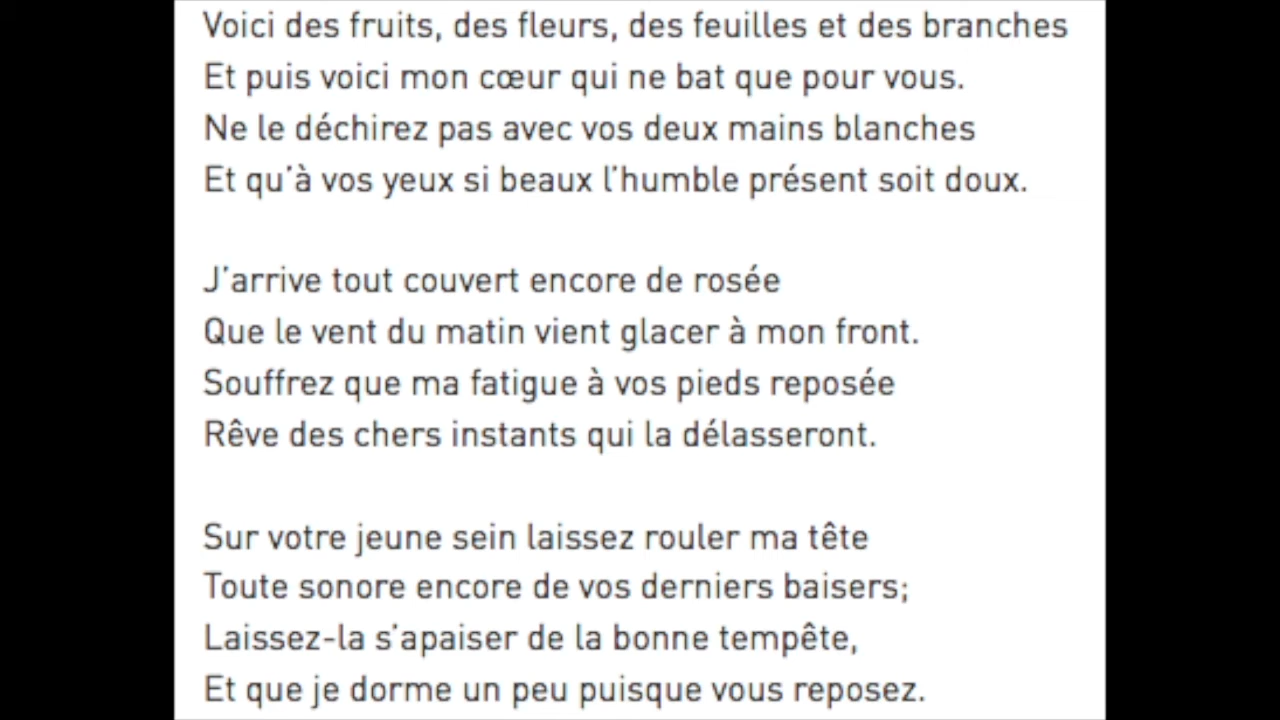 Voici des fruits, des fleurs, des feuilles et des branches
Et puis voici mon cœur qui ne bat que pour vous.
Ne le déchirez pas avec vos deux mains blanches
Et qu’à vos yeux si beaux l’humble présent soit doux.

J’arrive tout couvert encore de rosée
Que le vent du matin vient glacer à mon front.
Souffrez que ma fatigue à vos pieds reposée
Rêve des chers instants qui la délasseront.

Sur votre jeune sein laissez rouler ma tête
Toute sonore encore de vos derniers baisers;
Laissez-la s’apaiser de la bonne tempête,
Et que je dorme un peu puisque vous reposez.